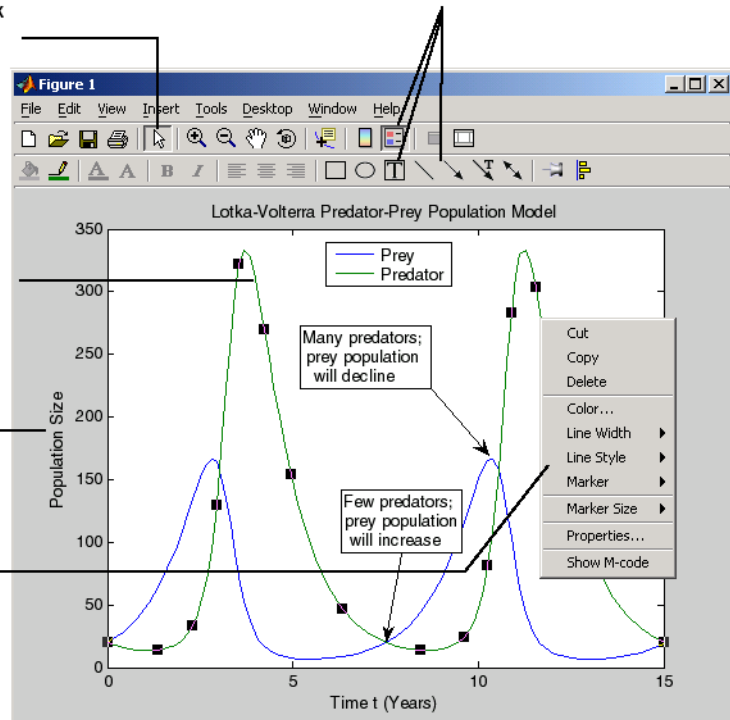 k
Figure 1
File Edit View Insert Tools Desktop Window Help
A A B I T T
Lotka-Volterra Predator-Prey Population Model
350
300
250
200
150
100
50
0
Population Size
Prey
Predator
Many predators;
prey population
will decline
Few predators;
prey population
will increase
Cut
Copy
Delete
Color...
Line Width
Line Style
Marker
Marker Size
Properties...
Show M-code
0 5 10 15
Time t (Years)